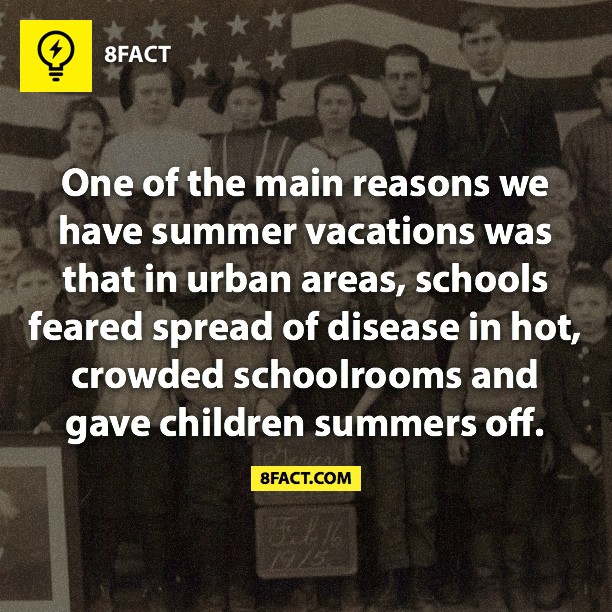 8FACT
One of the main reasons we
have summer vacations was
that in urban areas, schools
feared spread of disease in hot,
crowded schoolrooms and
gave children summers off.
8FACT.COM
Feb 16
1915